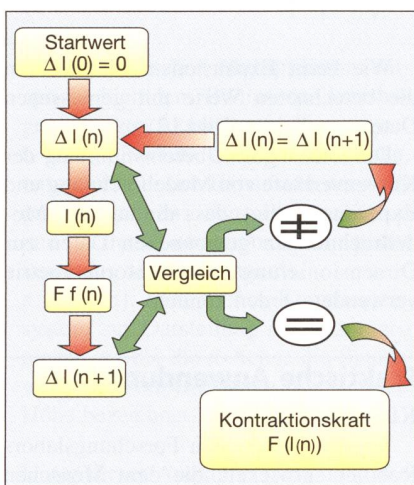 Startwert
Δ l (0) = 0
Δ l (n)
Δ l (n) = Δ l (n+1)
l (n)
≠
Vergleich
F f (n)
=
Δ l (n + 1)
Kontraktionskraft
F (l(n))